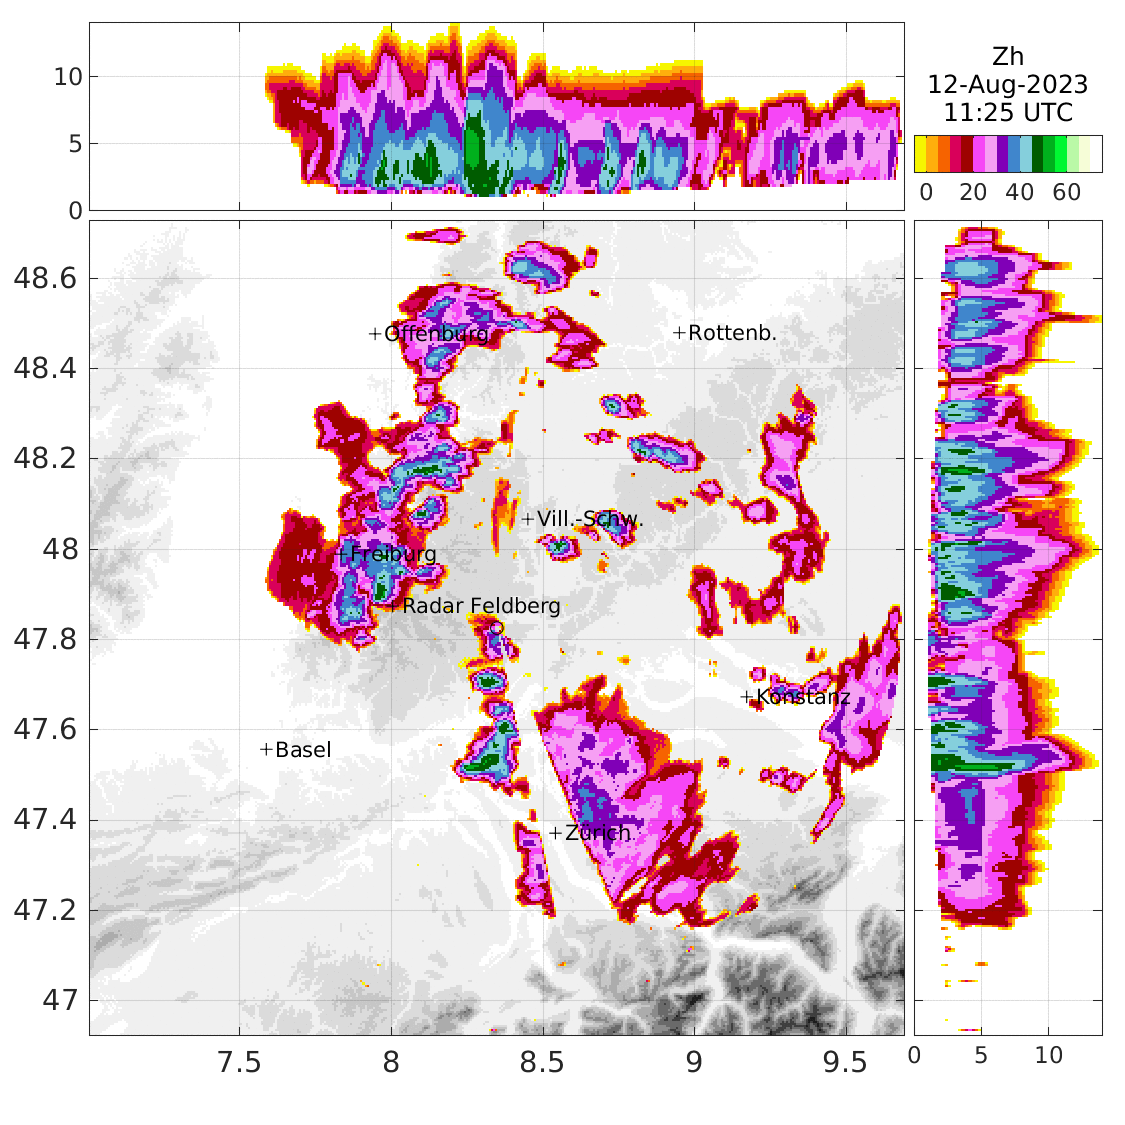 10
5
0
Zh
12-Aug-2023
11:25 UTC
0 20 40 60
48.6
48.4
48.2
48
47.8
47.6
47.4
47.2
47
+Offenburg
+Rottenb.
+Vill.-Schw.
+Freiburg
+Radar Feldberg
+Konstanz
+Basel
+Zürich
7.5 8 8.5 9 9.5
0 5 10